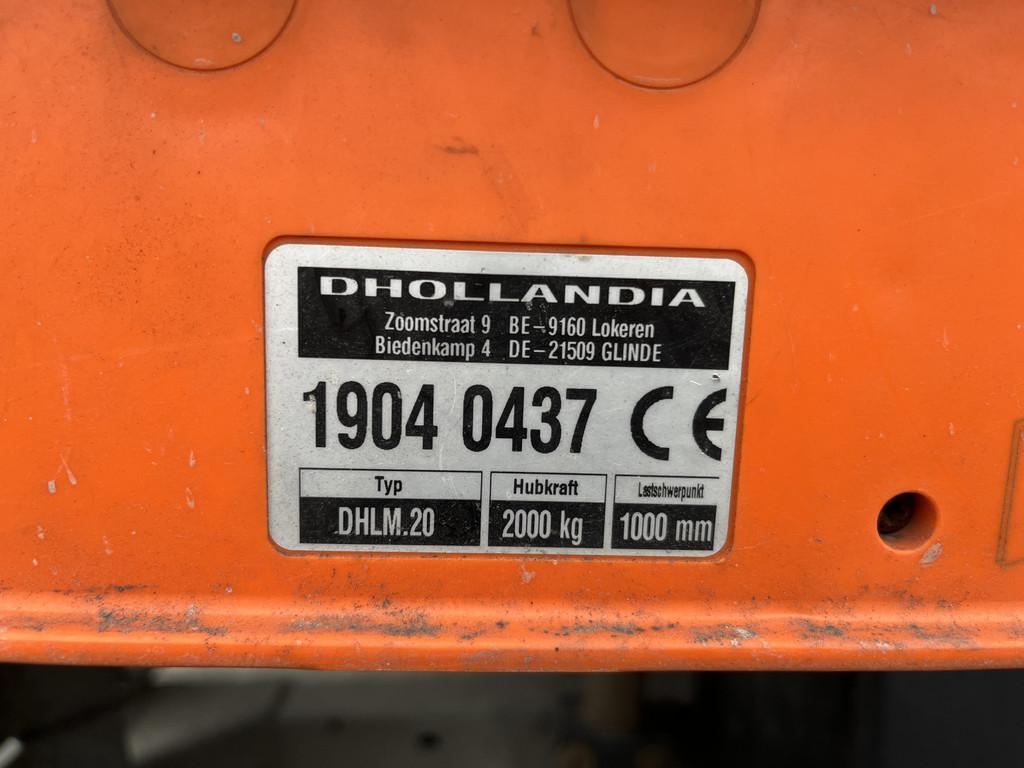 DHOLLANDIA
Zoomstraat 9 BE-9160 Lokeren
Biedenkamp 4 DE-21509 GLINDE
1904 0437 CE
Typ Hubkraft Lastschwerpunkt
DHLM.20 2000 kg 1000 mm